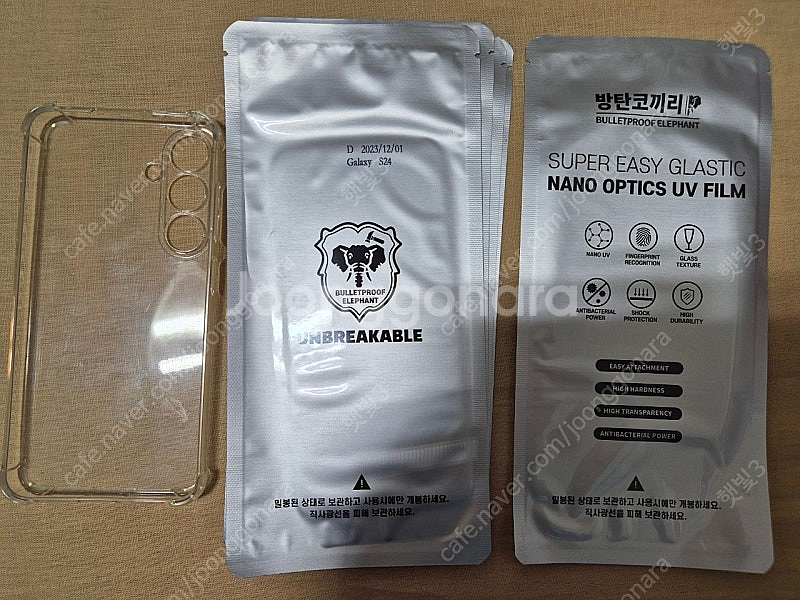 D 2023/12/01
Galaxy S24
BULLETPROOF
ELEPHANT
UNBREAKABLE
밀봉된 상태로 보관하고 사용시에만 개봉하세요.
직사광선을 피해 보관하세요.
방탄코끼리
BULLETPROOF ELEPHANT
SUPER EASY GLASTIC
NANO OPTICS UV FILM
NANO UV
FINGERPRINT
RECOGNITION
GLASS
TEXTURE
ANTIBACTERIAL
POWER
SHOCK
PROTECTION
HIGH
DURABILITY
EASY ATTACHMENT
HIGH HARDNESS
HIGH TRANSPARENCY
ANTIBACTERIAL POWER
밀봉된 상태로 보관하고 사용시에만 개봉하세요.
직사광선을 피해 보관하세요.
Joonggonara
cafe.naver.com/joonggonara
햇빛3